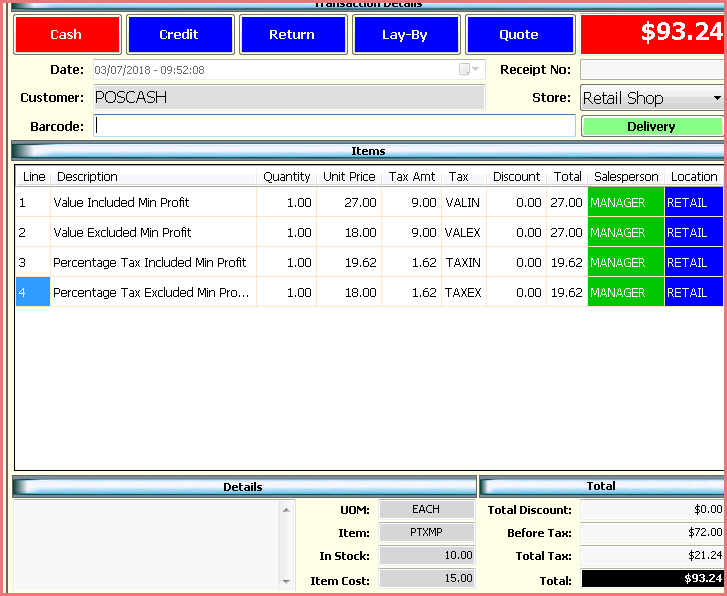 Transaction Details
Cash Credit Return Lay-By Quote $93.24
Date: 03/07/2018 - 09:52:08 Receipt No:
Customer: POSCASH Store: Retail Shop
Barcode: Delivery
Items
Line Description Quantity Unit Price Tax Amt Tax Discount Total Salesperson Location
1 Value Included Min Profit 1.00 27.00 9.00 VALIN 0.00 27.00 MANAGER RETAIL
2 Value Excluded Min Profit 1.00 18.00 9.00 VALEX 0.00 27.00 MANAGER RETAIL
3 Percentage Tax Included Min Profit 1.00 19.62 1.62 TAXIN 0.00 19.62 MANAGER RETAIL
4 Percentage Tax Excluded Min Pro... 1.00 18.00 1.62 TAXEX 0.00 19.62 MANAGER RETAIL
Details Total
UOM: EACH Total Discount: $0.00
Item: PTXMP Before Tax: $72.00
In Stock: 10.00 Total Tax: $21.24
Item Cost: 15.00 Total: $93.24